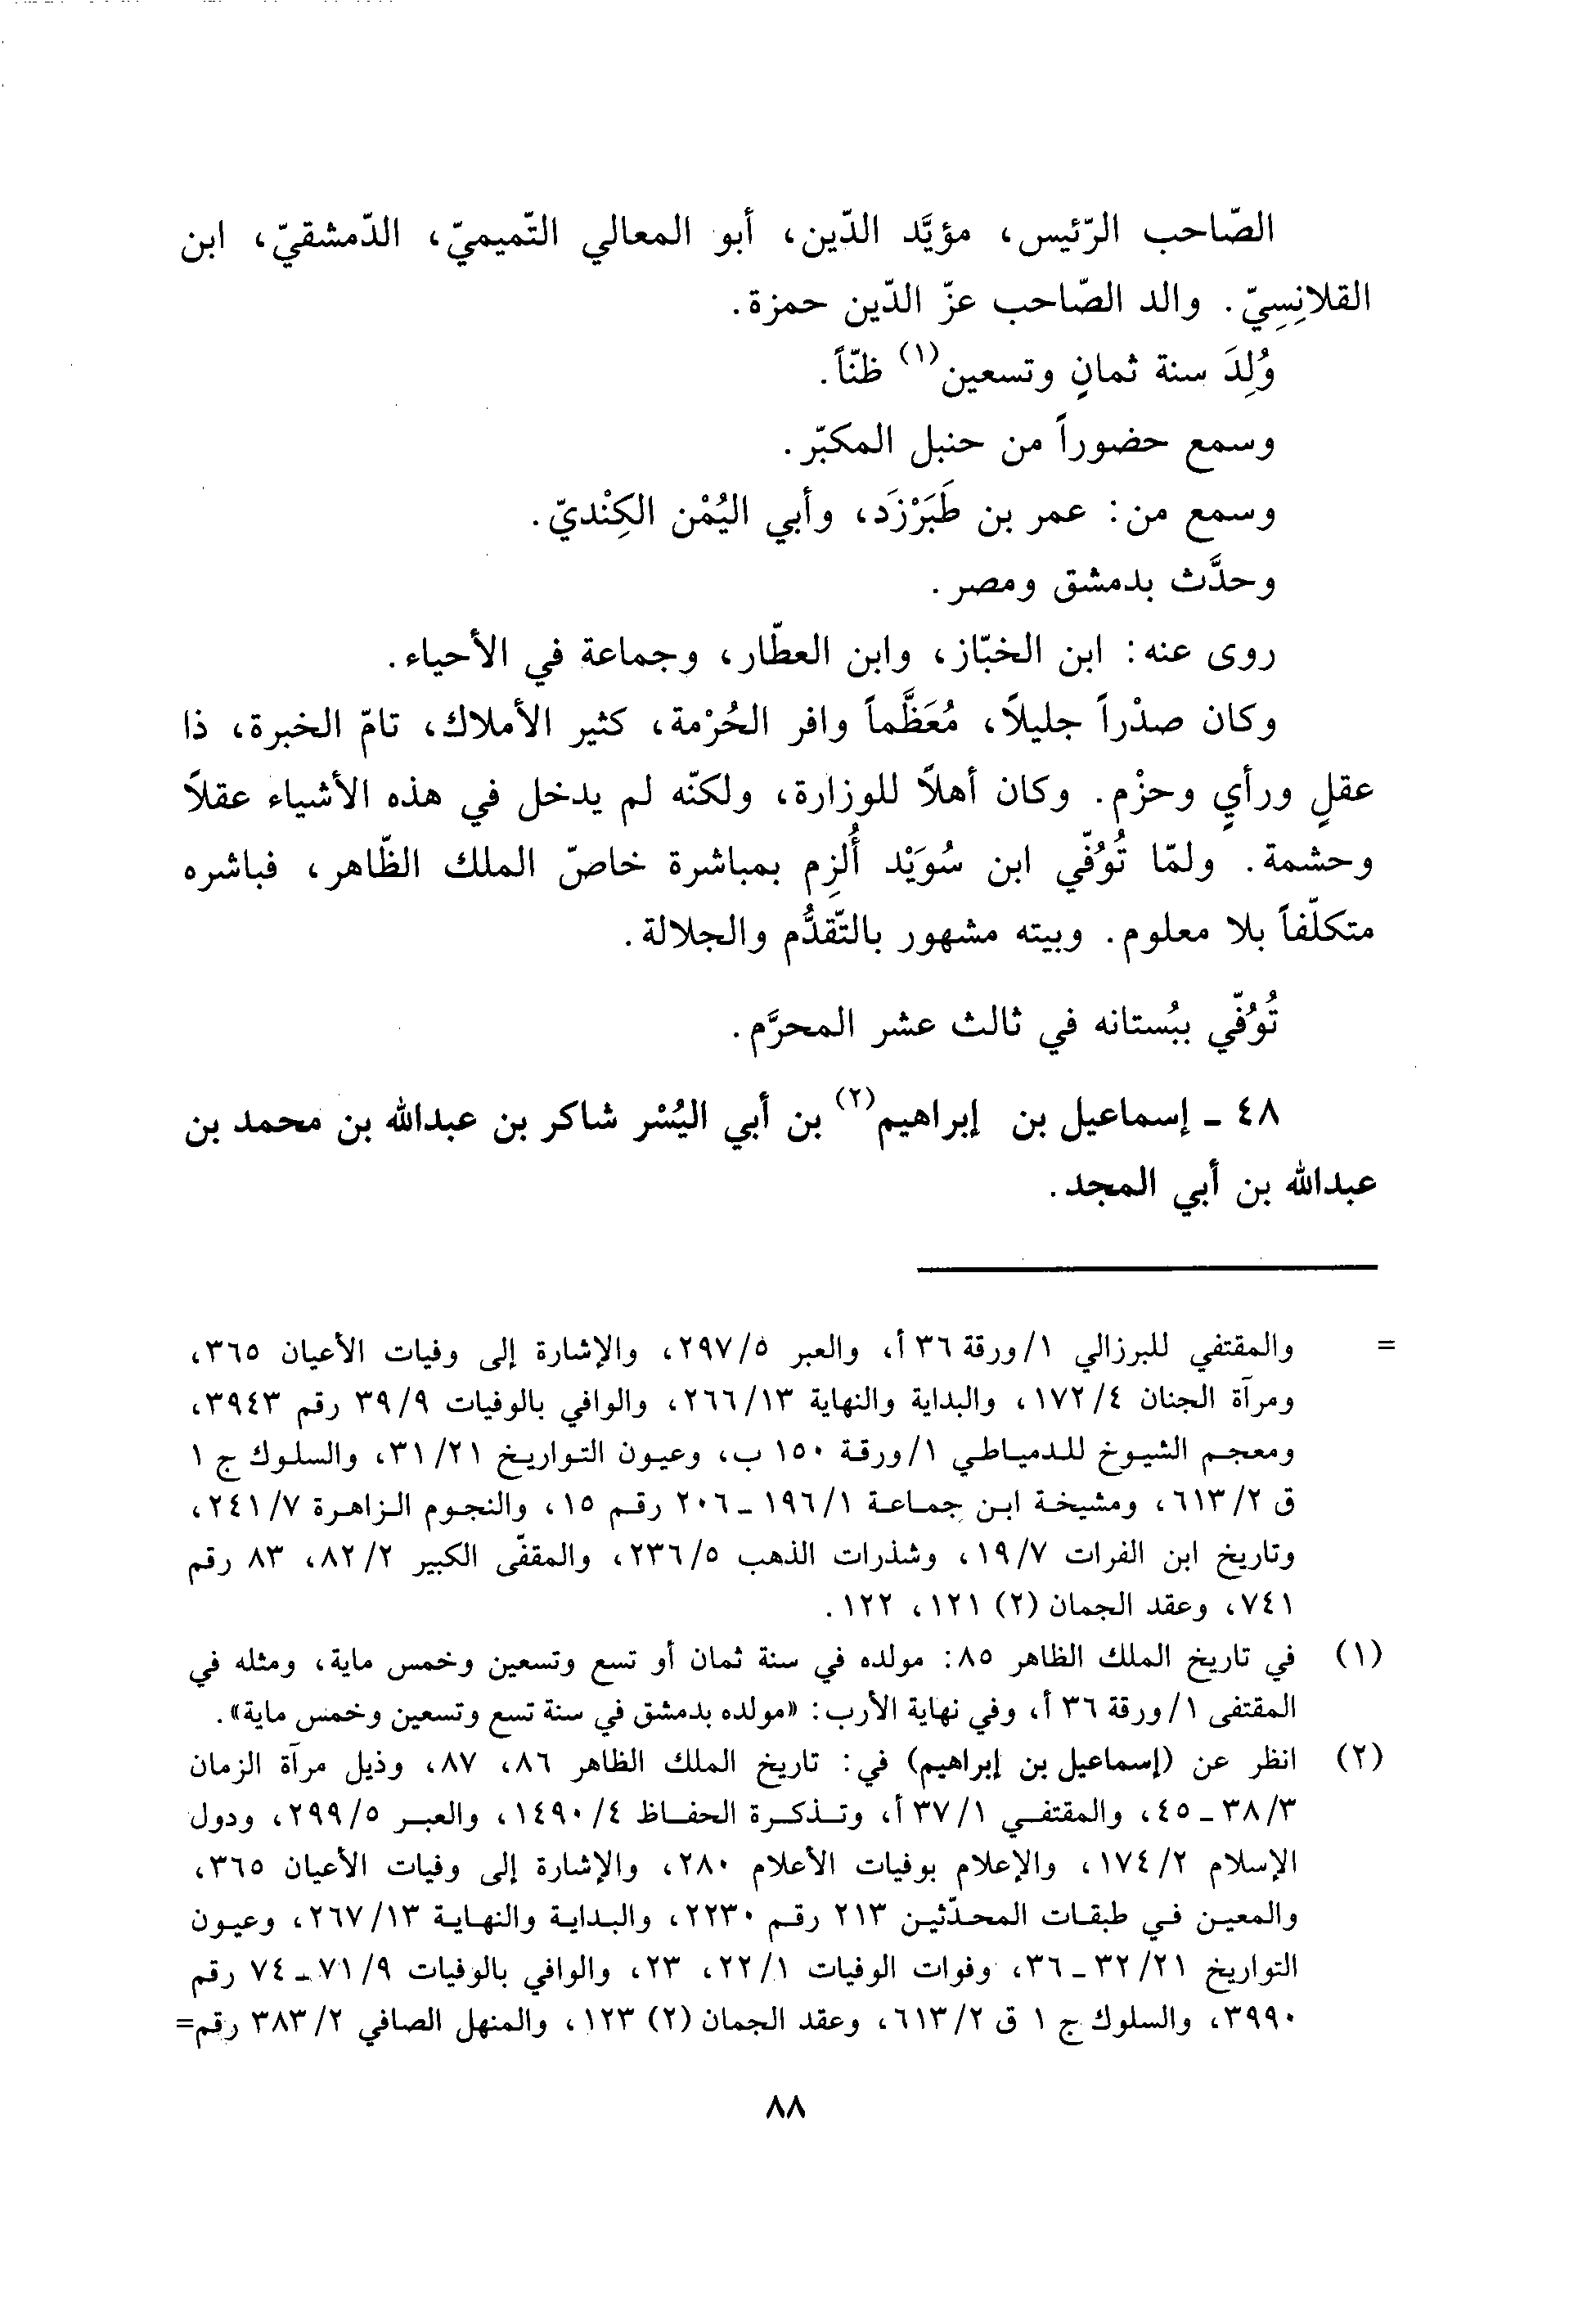 الصّاحب الرّئيس، مؤيَّد الدّين، أبو المعالي التّميميّ، الدّمشقيّ، ابن
القلانِسِيّ. والد الصّاحب عزّ الدّين حمزة.
وُلِدَ سنة ثمانٍ وتسعين(١) ظنّاً.
وسمع حضوراً من حنبل المكبّر.
وسمع من: عمر بن طَبَرْزَد، وأبي اليُمْن الكِنْديّ.
وحدَّث بدمشق ومصر.
روى عنه: ابن الخبّاز، وابن العطّار، وجماعة في الأحياء.
وكان صدْراً جليلاً، مُعَظَّماً وافر الحُرْمة، كثير الأملاك، تامّ الخبرة، ذا
عقلٍ ورأيٍ وحزْم. وكان أهلاً للوزارة، ولكنّه لم يدخل في هذه الأشياء عقلاً
وحشمة. ولمّا تُوُفّي ابن سُوَيْد أُلزِم بمباشرة خاصّ الملك الظّاهر، فباشره
متكلّفاً بلا معلوم. وبيته مشهور بالتّقدُّم والجلالة.
تُوُفّي ببُستانه في ثالث عشر المحرَّم.
٤٨ ـ إسماعيل بن إبراهيم(٢) بن أبي اليُسْر شاكر بن عبدالله بن محمد بن
عبدالله بن أبي المجد.
= والمقتفي للبرزالي ١/ورقة ٣٦ أ، والعبر ٢٩٧/٥، والإشارة إلى وفيات الأعيان ٣٦٥،
ومرآة الجنان ١٧٢/٤، والبداية والنهاية ٢٦٦/١٣، والوافي بالوفيات ٣٩/٩ رقم ٣٩٤٣،
ومعجم الشيوخ للدمياطي ١/ورقة ١٥٠ ب، وعيون التواريخ ٣١/٢١، والسلوك ج ١
ق ٦١٣/٢، ومشيخة ابن جماعة ١٩٦/١ ـ ٢٠٦ رقم ١٥، والنجوم الزاهرة ٢٤١/٧،
وتاريخ ابن الفرات ١٩/٧، وشذرات الذهب ٢٣٦/٥، والمقفّى الكبير ٨٢/٢، ٨٣ رقم
٧٤١، وعقد الجمان (٢) ١٢١، ١٢٢.
(١) في تاريخ الملك الظاهر ٨٥: مولده في سنة ثمان أو تسع وتسعين وخمس ماية، ومثله في
المقتفى ١/ورقة ٣٦ أ، وفي نهاية الأرب: «مولده بدمشق في سنة تسع وتسعين وخمس ماية».
(٢) انظر عن (إسماعيل بن إبراهيم) في: تاريخ الملك الظاهر ٨٦، ٨٧، وذيل مرآة الزمان
٣٨/٣ ـ ٤٥، والمقتفي ٣٧/١ أ، وتذكرة الحفاظ ١٤٩٠/٤، والعبر ٢٩٩/٥، ودول
الإسلام ١٧٤/٢، والإعلام بوفيات الأعلام ٢٨٠، والإشارة إلى وفيات الأعيان ٣٦٥،
والمعين في طبقات المحدّثين ٢١٣ رقم ٢٢٣٠، والبداية والنهاية ٢٦٧/١٣، وعيون
التواريخ ٣٢/٢١ ـ ٣٦، وفوات الوفيات ٢٢/١، ٢٣، والوافي بالوفيات ٧١/٩ ـ ٧٤ رقم
٣٩٩٠، والسلوك ج ١ ق ٦١٣/٢، وعقد الجمان (٢) ١٢٣، والمنهل الصافي ٣٨٣/٢ رقم=
٨٨